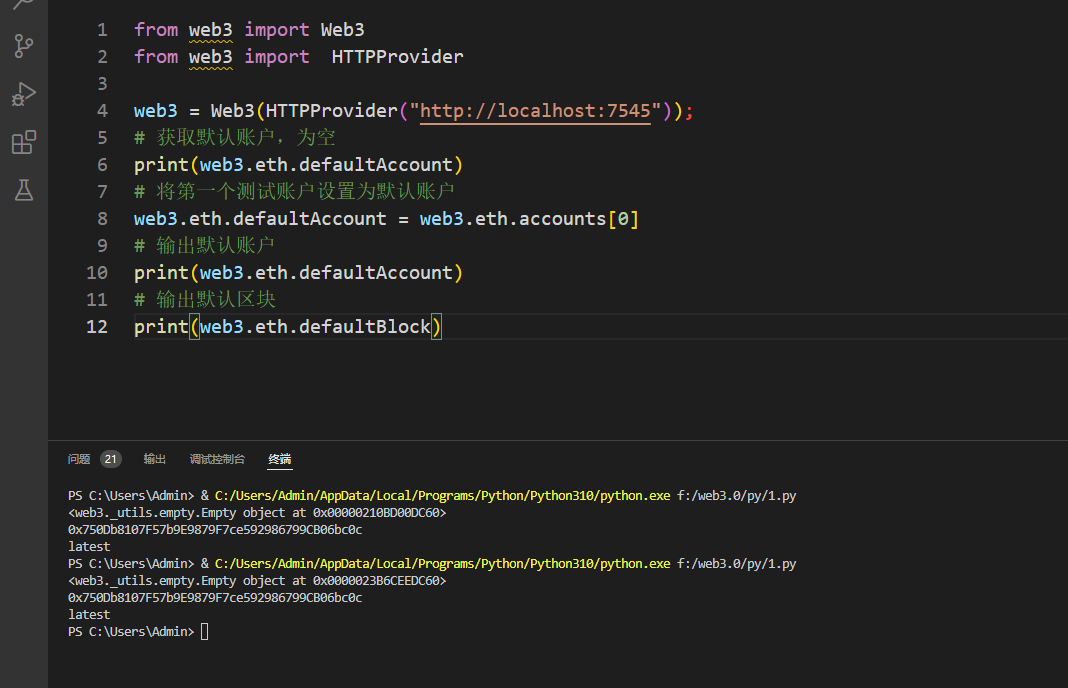 1 from web3 import Web3
2 from web3 import  HTTPProvider
3
4 web3 = Web3(HTTPProvider("http://localhost:7545"));
5 # 获取默认账户，为空
6 print(web3.eth.defaultAccount)
7 # 将第一个测试账户设置为默认账户
8 web3.eth.defaultAccount = web3.eth.accounts[0]
9 # 输出默认账户
10 print(web3.eth.defaultAccount)
11 # 输出默认区块
12 print(web3.eth.defaultBlock)
问题 21 输出 调试控制台 终端
PS C:\Users\Admin> & C:/Users/Admin/AppData/Local/Programs/Python/Python310/python.exe f:/web3.0/py/1.py
<web3._utils.empty.Empty object at 0x00000210BD00DC60>
0x750Db8107F57b9E9879F7ce592986799CB06bc0c
latest
PS C:\Users\Admin> & C:/Users/Admin/AppData/Local/Programs/Python/Python310/python.exe f:/web3.0/py/1.py
<web3._utils.empty.Empty object at 0x0000023B6CEEDC60>
0x750Db8107F57b9E9879F7ce592986799CB06bc0c
latest
PS C:\Users\Admin>